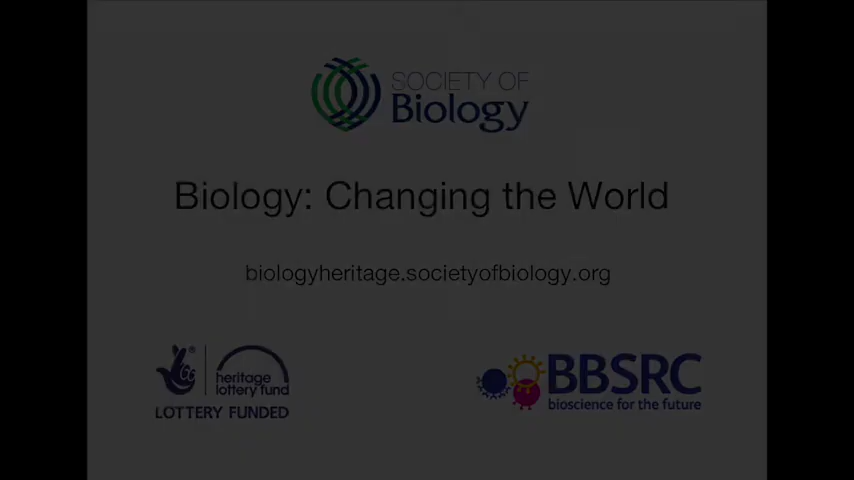 SOCIETY OF
Biology
Biology: Changing the World
biologyheritage.societyofbiology.org
heritage
lottery fund
LOTTERY FUNDED
BBSRC
bioscience for the future